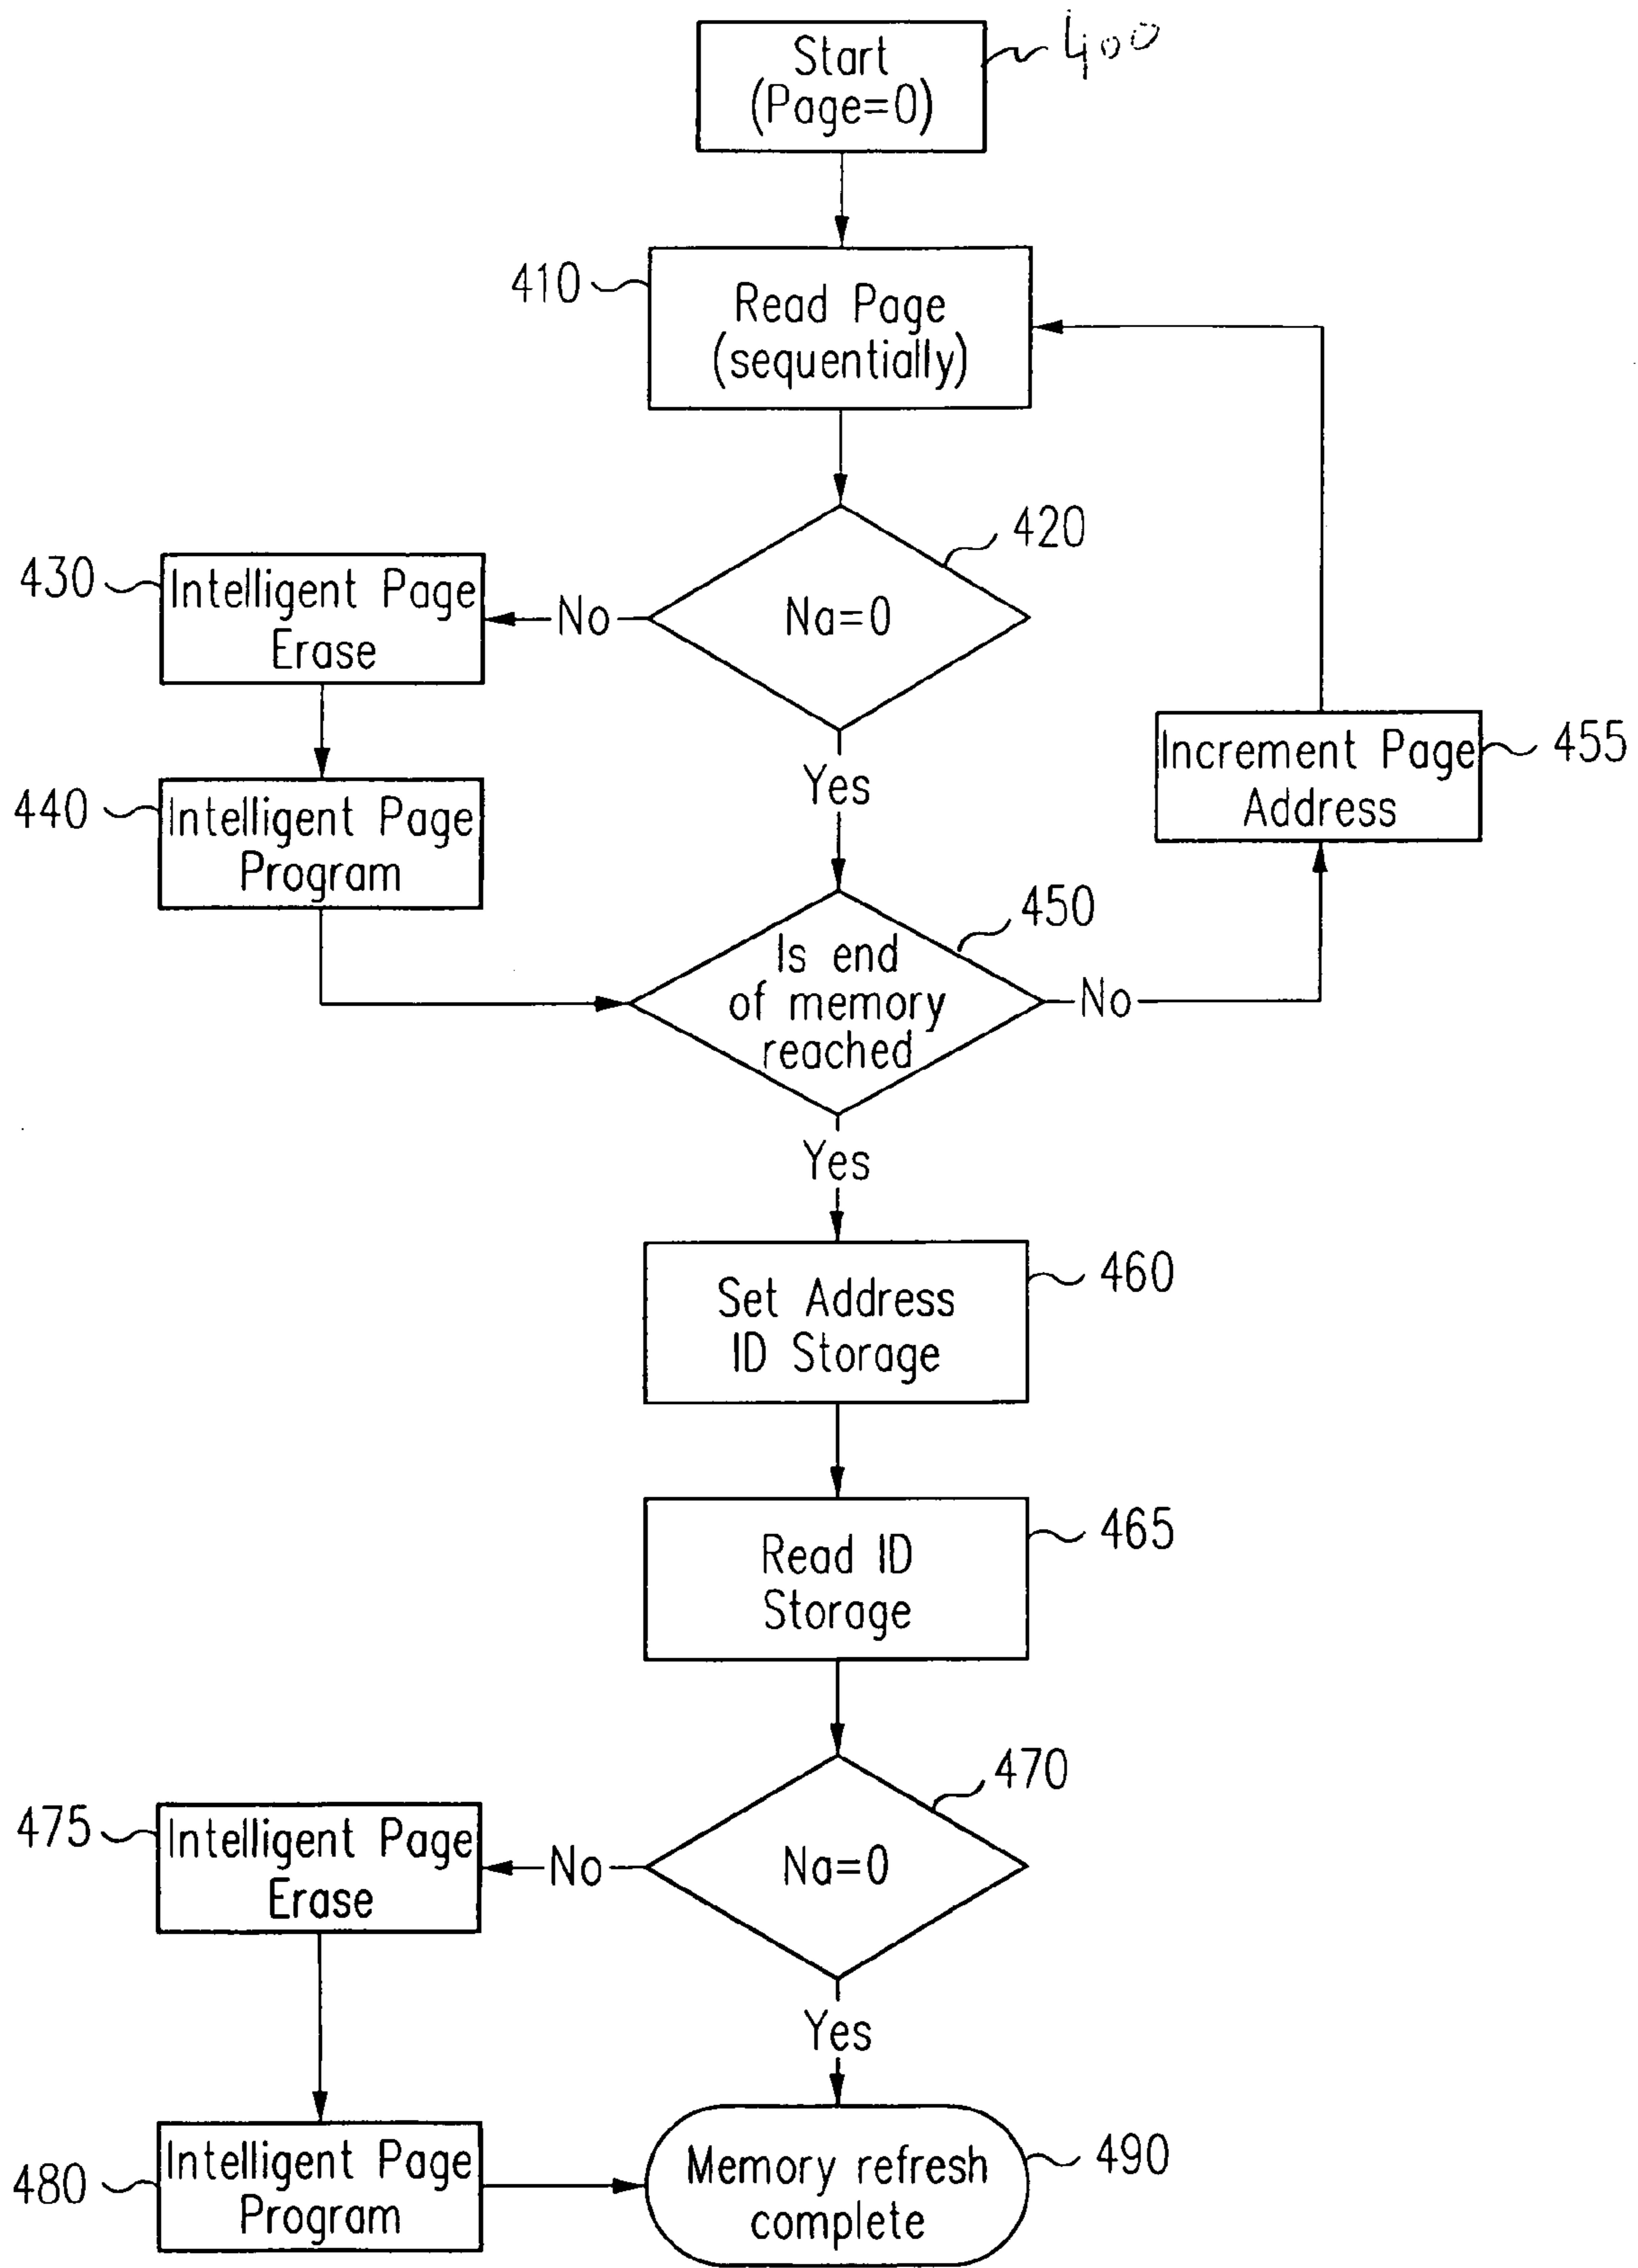 Start
(Page=0)
400
410
Read Page
(sequentially)
420
Na=0
430
Intelligent Page
Erase
No
Yes
455
Increment Page
Address
440
Intelligent Page
Program
450
Is end
of memory
reached
No
Yes
460
Set Address
ID Storage
465
Read ID
Storage
470
Na=0
475
Intelligent Page
Erase
No
Yes
480
Intelligent Page
Program
490
Memory refresh
complete